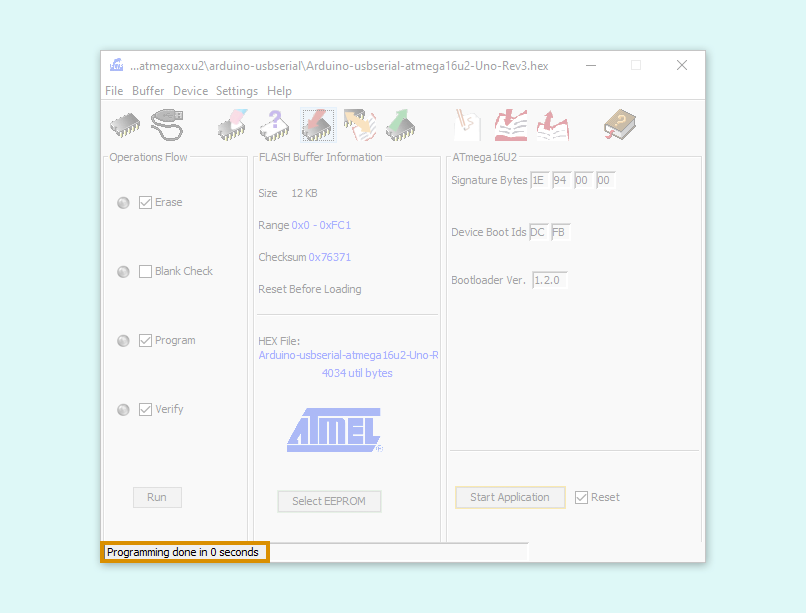 ...atmegaxxu2\arduino-usbserial\Arduino-usbserial-atmega16u2-Uno-Rev3.hex
File Buffer Device Settings Help
Operations Flow
Erase
Blank Check
Program
Verify
Run
FLASH Buffer Information
Size 12 KB
Range 0x0 - 0xFC1
Checksum 0x76371
Reset Before Loading
HEX File:
Arduino-usbserial-atmega16u2-Uno-R
4034 util bytes
ATMEL
Select EEPROM
ATmega16U2
Signature Bytes 1E 94 00 00
Device Boot Ids DC FB
Bootloader Ver. 1.2.0
Start Application
Reset
Programming done in 0 seconds